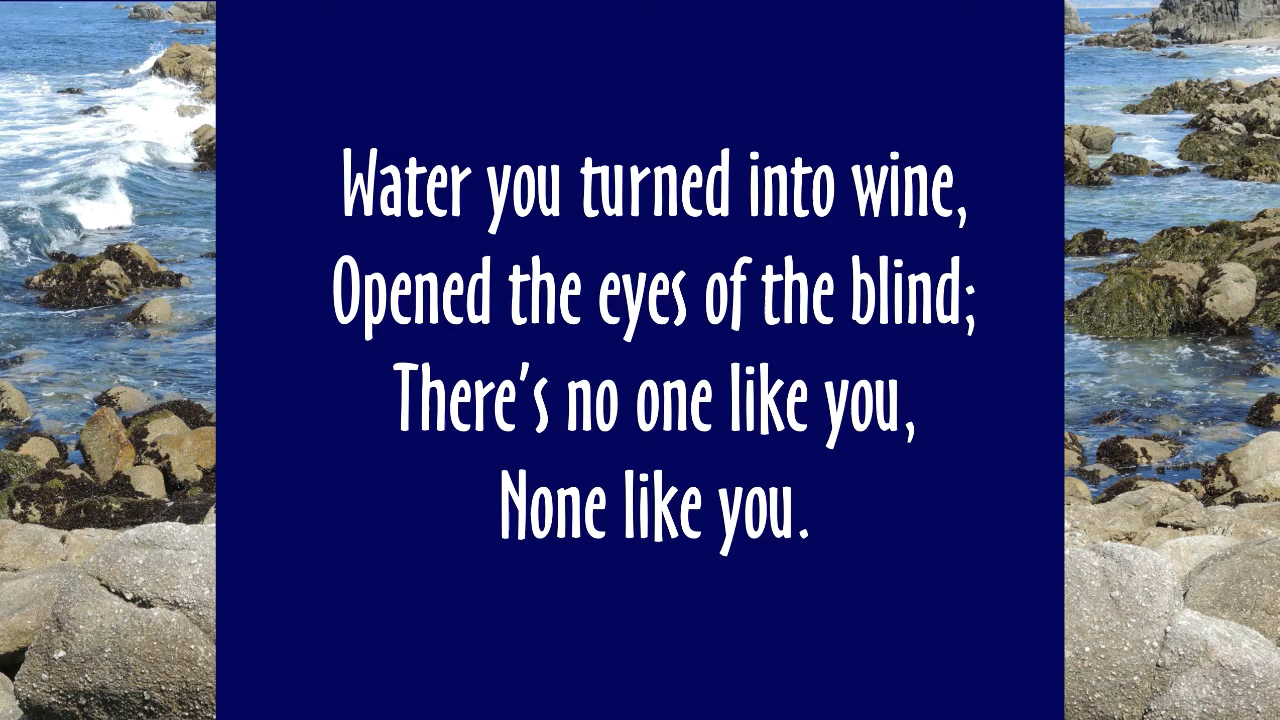 Water you turned into wine,
Opened the eyes of the blind;
There's no one like you,
None like you.